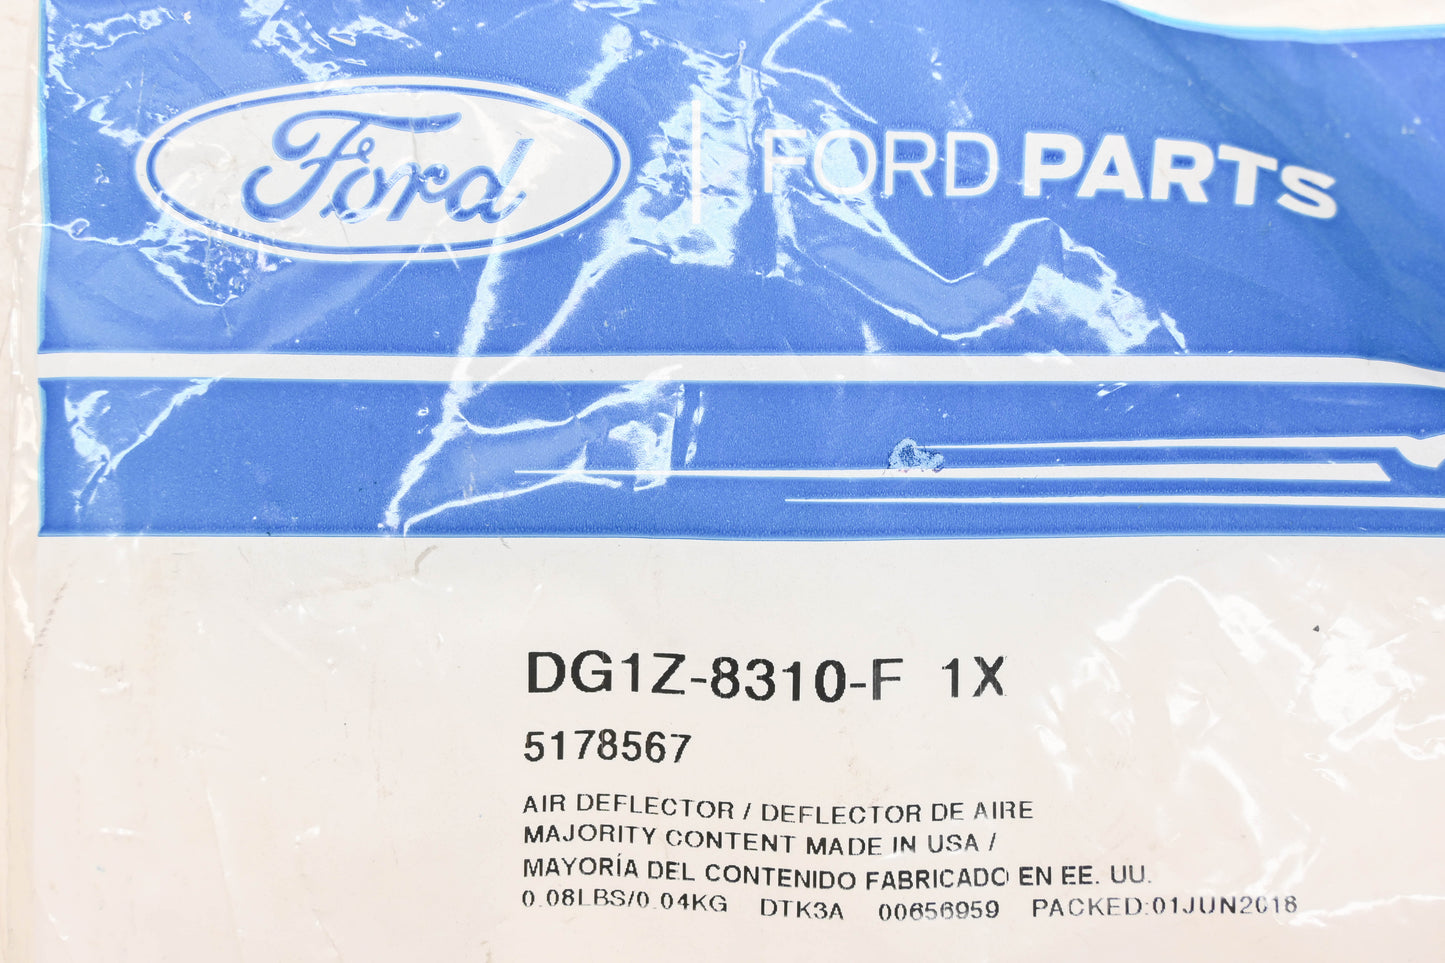 Ford
FORD PARTS
DG1Z-8310-F 1X
5178567
AIR DEFLECTOR / DEFLECTOR DE AIRE
MAJORITY CONTENT MADE IN USA /
MAYORÍA DEL CONTENIDO FABRICADO EN EE. UU.
0.08LBS/0.04KG DTK3A 00656959 PACKED:01JUN2018